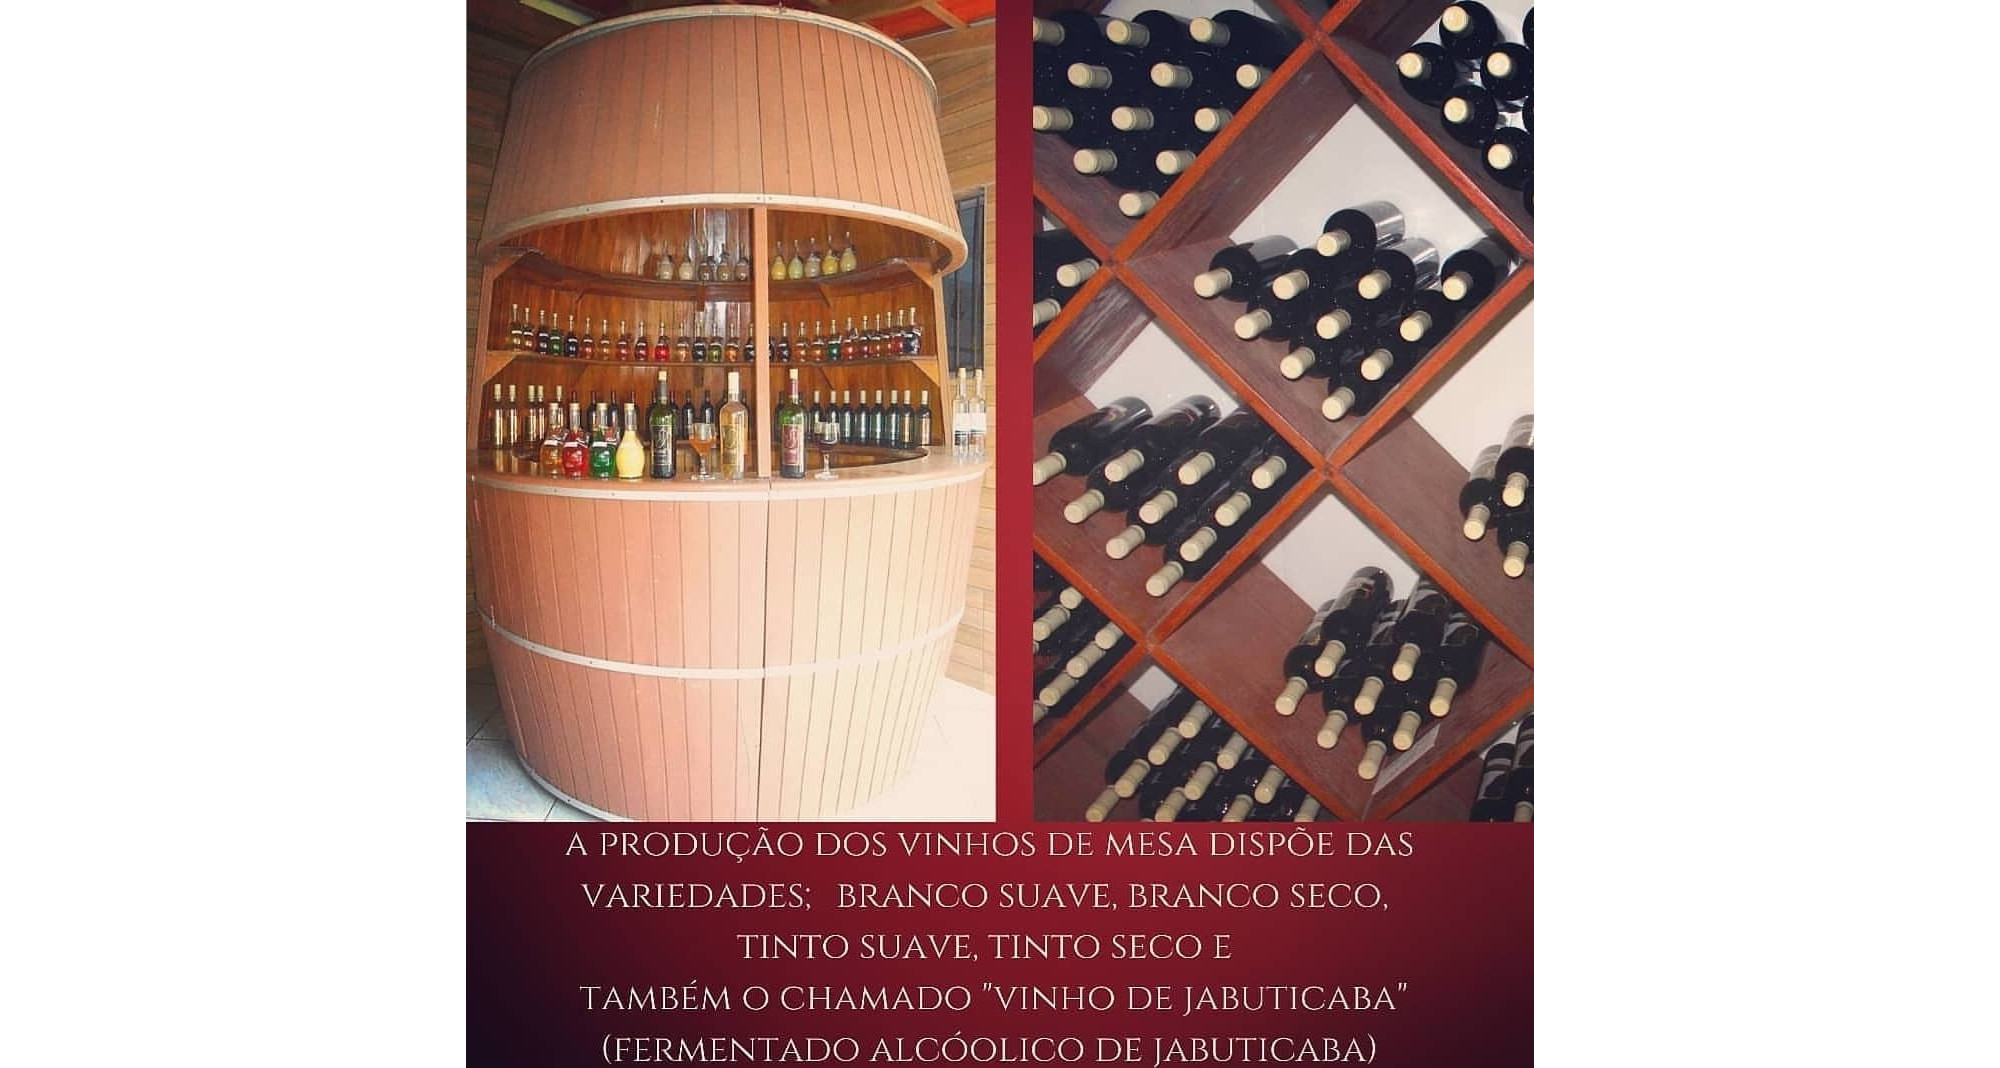 A PRODUÇÃO DOS VINHOS DE MESA DISPÕE DAS
VARIEDADES; BRANCO SUAVE, BRANCO SECO,
TINTO SUAVE, TINTO SECO E
TAMBÉM O CHAMADO "VINHO DE JABUTICABA"
(FERMENTADO ALCÓOLICO DE JABUTICABA)